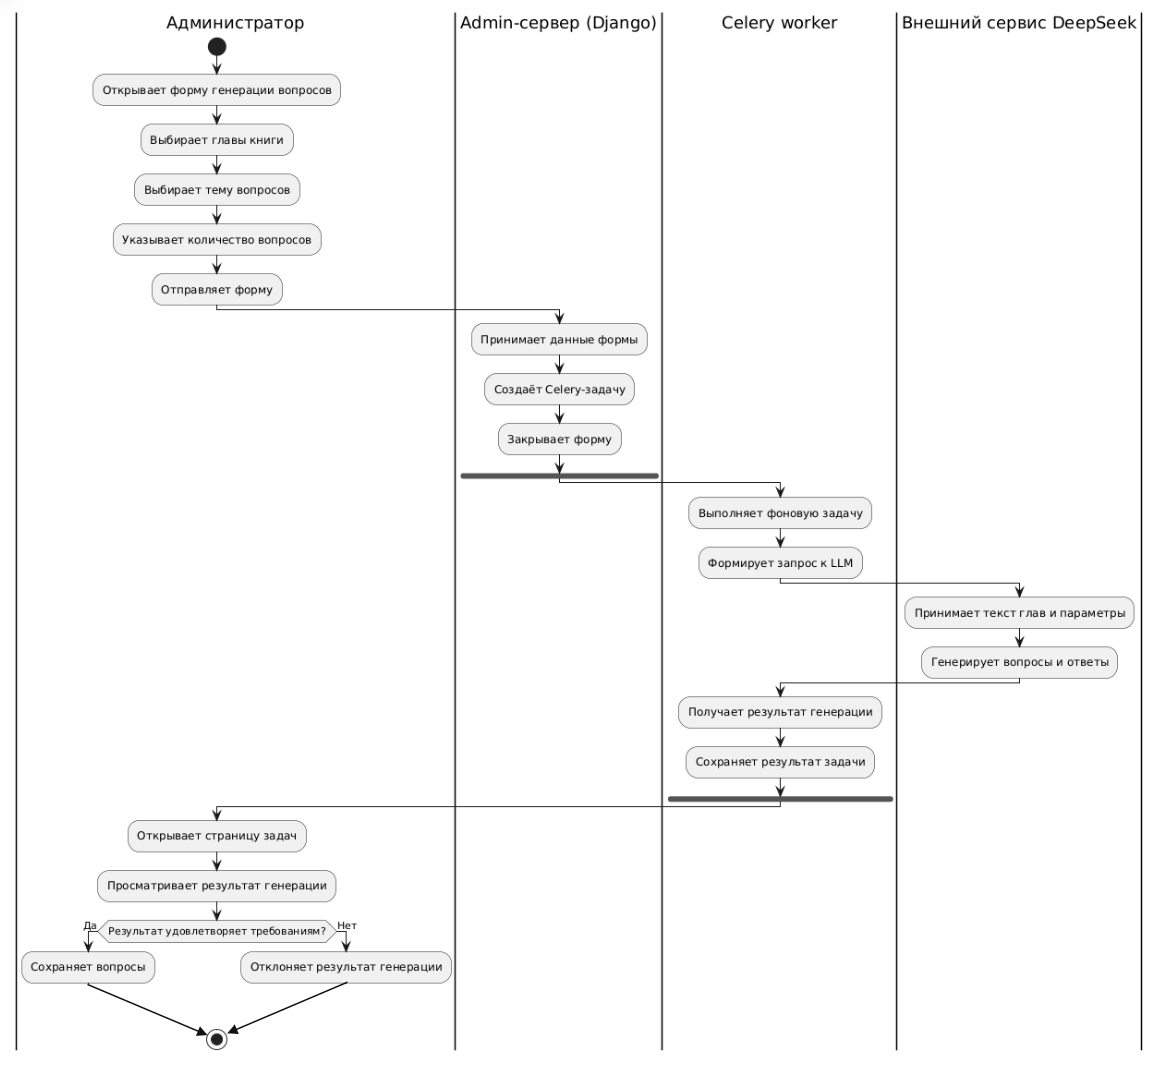 Администратор
Admin-сервер (Django)
Celery worker
Внешний сервис DeepSeek
Открывает форму генерации вопросов
Выбирает главы книги
Выбирает тему вопросов
Указывает количество вопросов
Отправляет форму
Принимает данные формы
Создаёт Celery-задачу
Закрывает форму
Выполняет фоновую задачу
Формирует запрос к LLM
Принимает текст глав и параметры
Генерирует вопросы и ответы
Получает результат генерации
Сохраняет результат задачи
Открывает страницу задач
Просматривает результат генерации
Да
Результат удовлетворяет требованиям?
Нет
Сохраняет вопросы
Отклоняет результат генерации